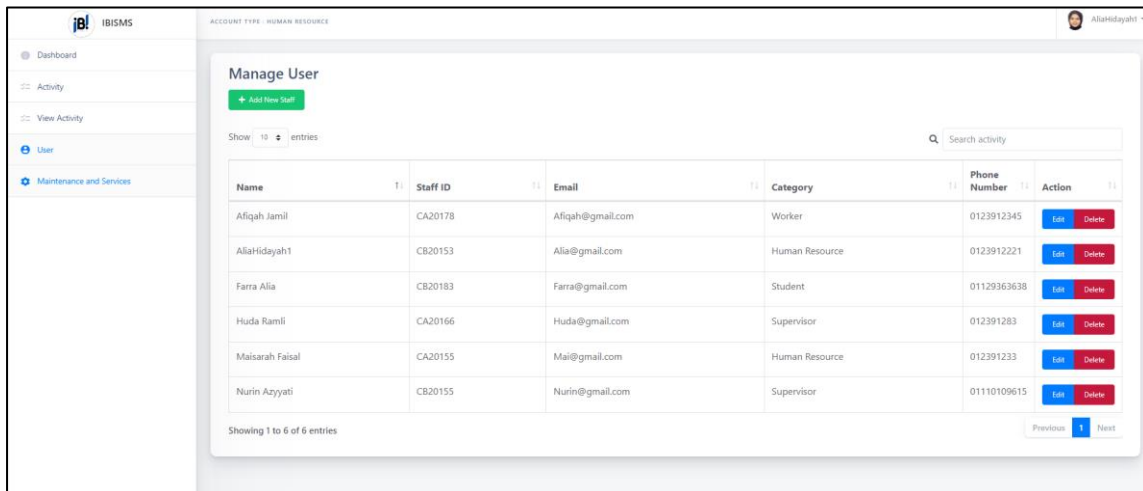 iB! IBISMS
ACCOUNT TYPE - HUMAN RESOURCE
AliaHidayah1
Dashboard
Activity
View Activity
User
Maintenance and Services
Manage User
+ Add New Staff
Show 10 entries
Search activity
Name Staff ID Email Category Phone Number Action
Afiqah Jamil CA20178 Afiqah@gmail.com Worker 0123912345 Edit Delete
AliaHidayah1 CB20153 Alia@gmail.com Human Resource 0123912221 Edit Delete
Farra Alia CB20183 Farra@gmail.com Student 01129363638 Edit Delete
Huda Ramli CA20166 Huda@gmail.com Supervisor 012391283 Edit Delete
Maisarah Faisal CA20155 Mai@gmail.com Human Resource 012391233 Edit Delete
Nurin Azyyati CB20155 Nurin@gmail.com Supervisor 01110109615 Edit Delete
Showing 1 to 6 of 6 entries
Previous 1 Next